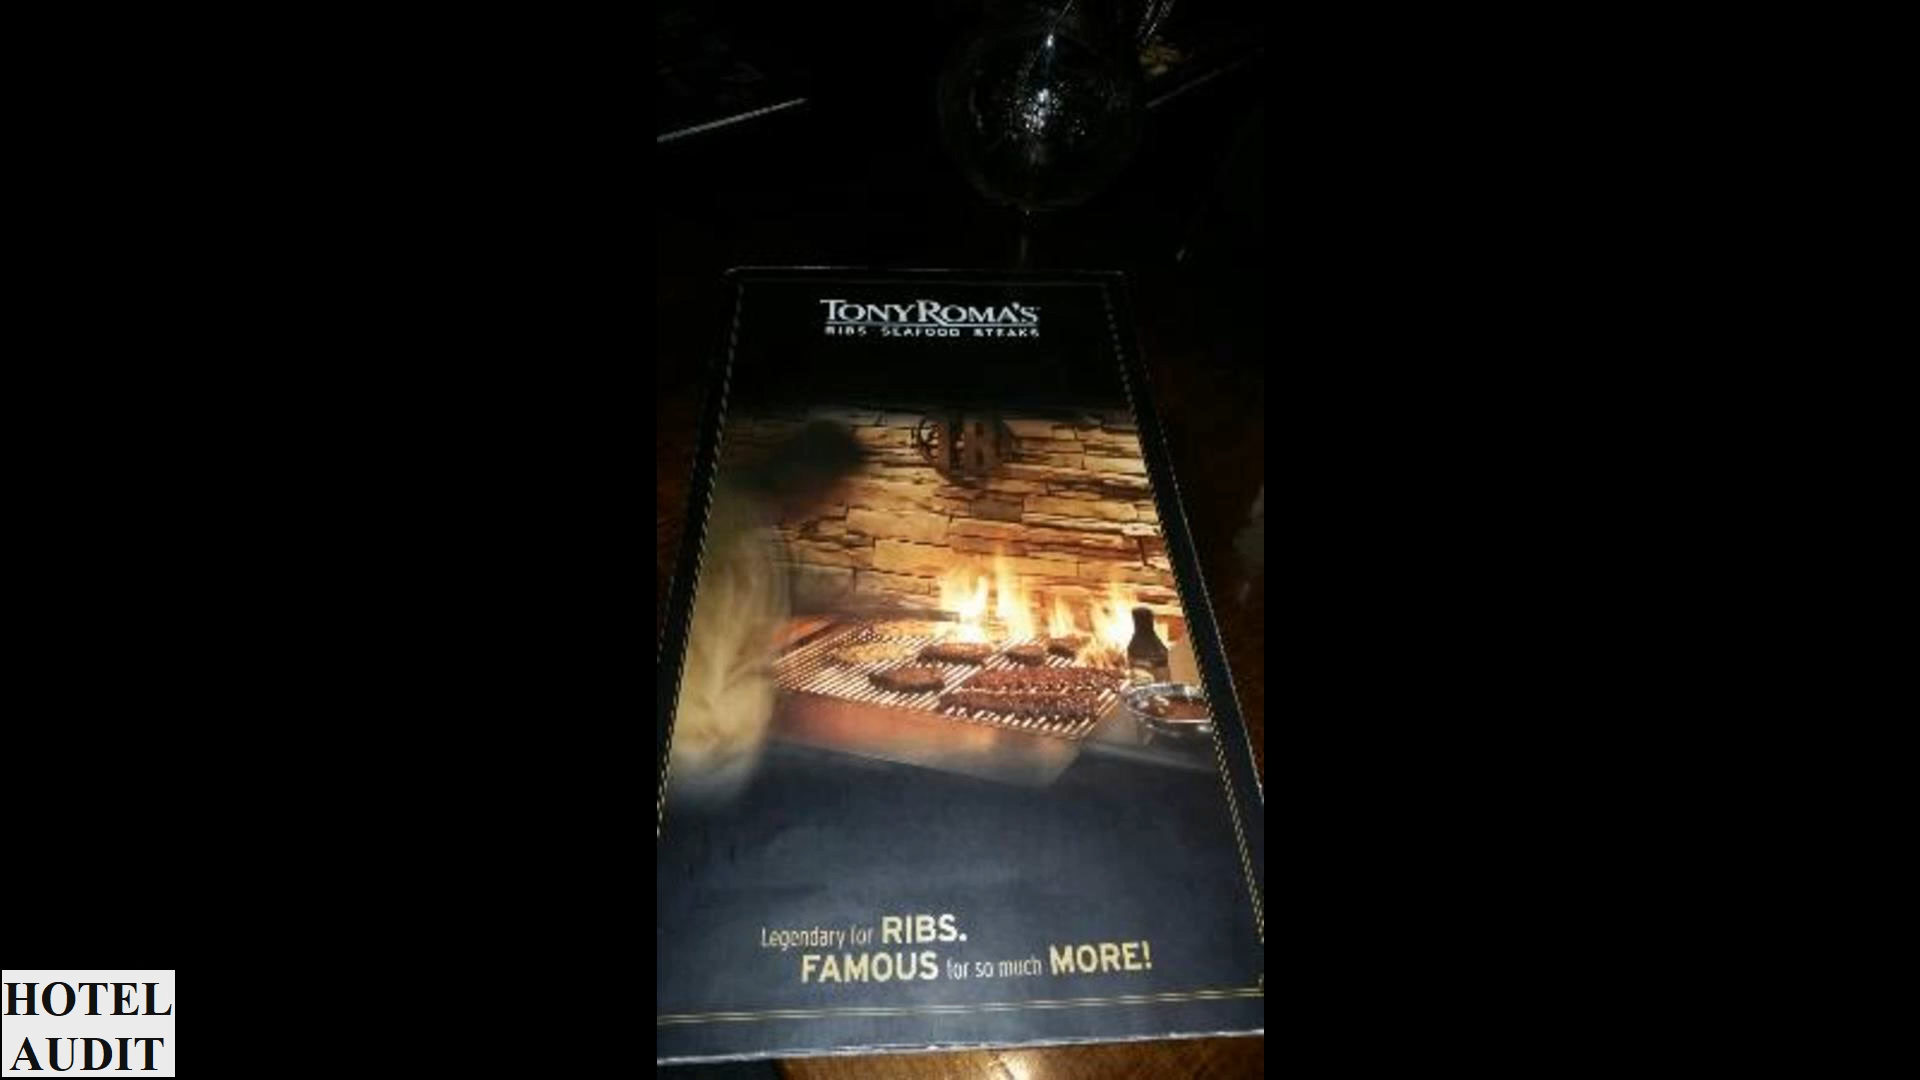 TONY ROMA'S
RIBS SEAFOOD STEAKS
Legendary for RIBS.
FAMOUS for so much MORE!
HOTEL
AUDIT